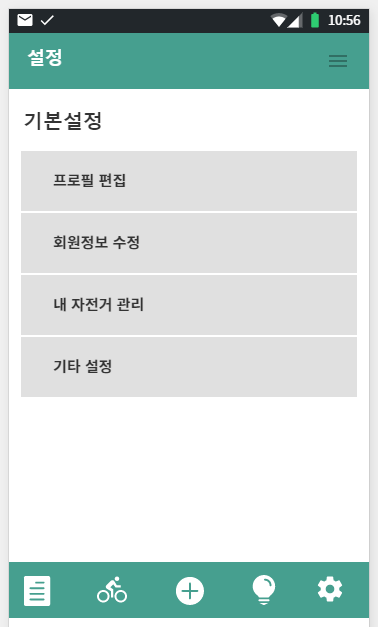 10:56
설정
기본설정
프로필 편집
회원정보 수정
내 자전거 관리
기타 설정